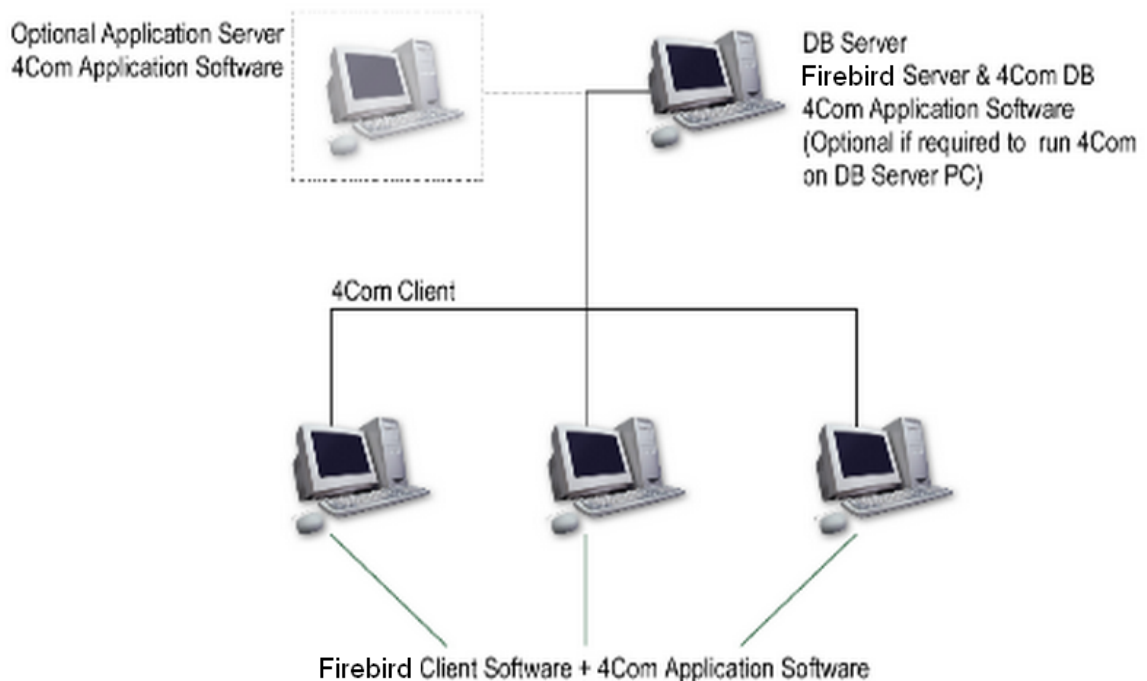 Optional Application Server
4Com Application Software
DB Server
Firebird Server & 4Com DB
4Com Application Software
(Optional if required to run 4Com
on DB Server PC)
4Com Client
Firebird Client Software + 4Com Application Software